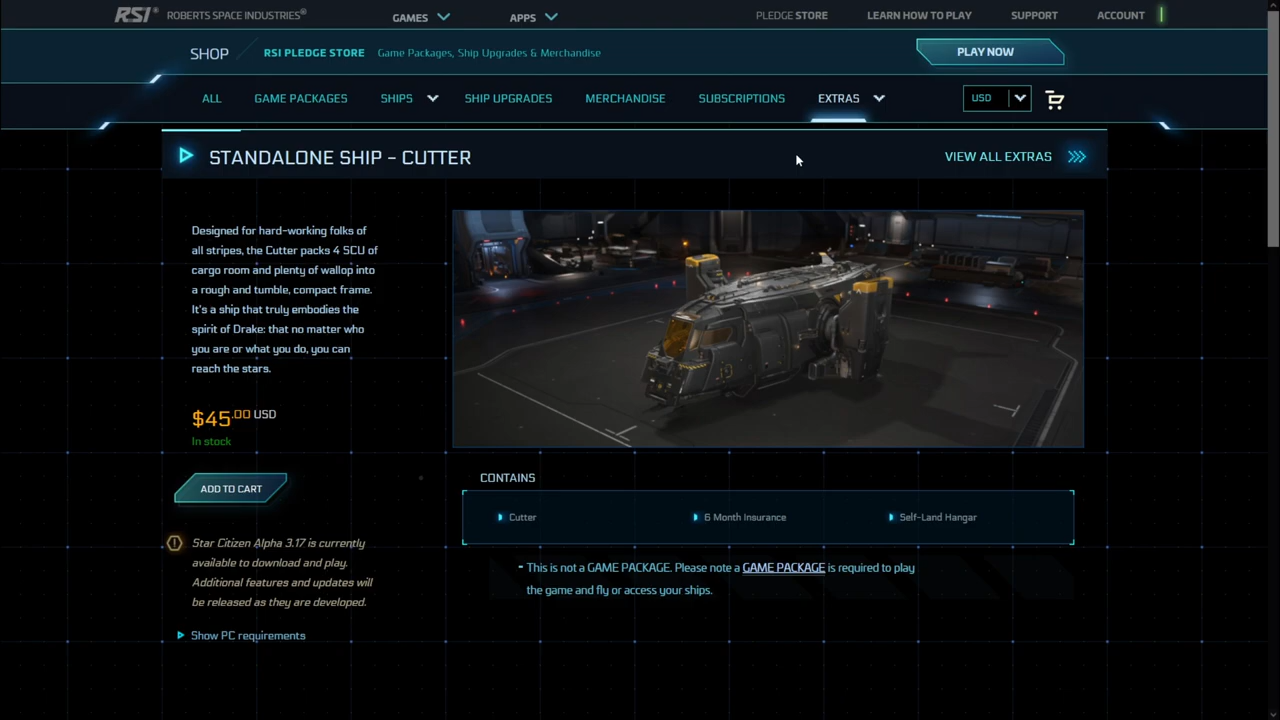 RSI® ROBERTS SPACE INDUSTRIES® GAMES APPS PLEDGE STORE LEARN HOW TO PLAY SUPPORT ACCOUNT
SHOP RSI PLEDGE STORE Game Packages, Ship Upgrades & Merchandise PLAY NOW
ALL GAME PACKAGES SHIPS SHIP UPGRADES MERCHANDISE SUBSCRIPTIONS EXTRAS USD
STANDALONE SHIP - CUTTER VIEW ALL EXTRAS
Designed for hard-working folks of
all stripes, the Cutter packs 4 SCU of
cargo room and plenty of wallop into
a rough and tumble, compact frame.
It's a ship that truly embodies the
spirit of Drake: that no matter who
you are or what you do, you can
reach the stars.
$45.00 USD
In stock
ADD TO CART
Star Citizen Alpha 3.17 is currently
available to download and play.
Additional features and updates will
be released as they are developed.
Show PC requirements
CONTAINS
Cutter 6 Month Insurance Self-Land Hangar
- This is not a GAME PACKAGE. Please note a GAME PACKAGE is required to play
the game and fly or access your ships.